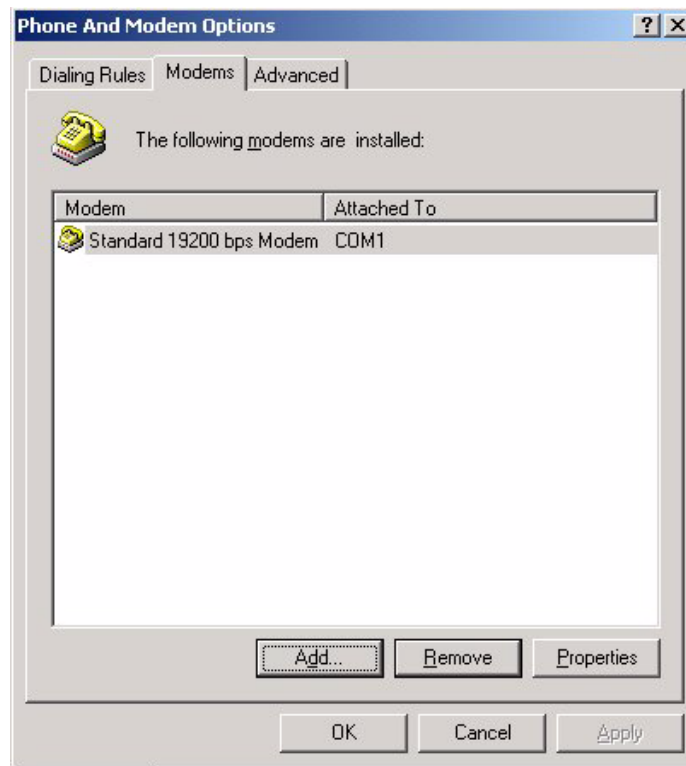 Phone And Modem Options
Dialing Rules Modems Advanced
The following modems are installed:
Modem Attached To
Standard 19200 bps Modem COM1
Add... Remove Properties
OK Cancel Apply